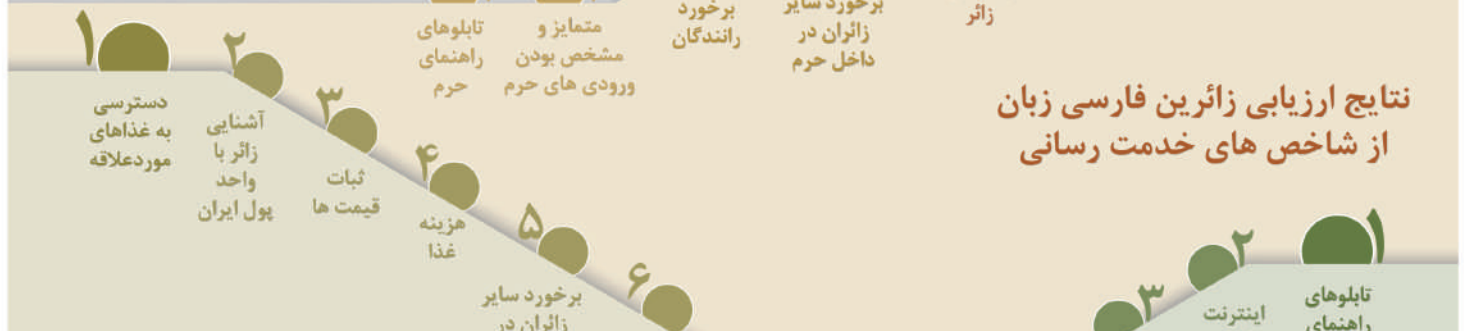 زائر
برخورد سایر
زائران در
داخل حرم
برخورد
رانندگان
متمایز و
مشخص بودن
ورودی های حرم
تابلوهای
راهنمای
حرم
نتایج ارزیابی زائرین فارسی زبان
از شاخص های خدمت رسانی
۱
دسترسی
به غذاهای
موردعلاقه
۲
آشنایی
زائر با
واحد
پول ایران
۳
ثبات
قیمت ها
۴
هزینه
غذا
۵
برخورد سایر
زائران در
۶
۱
تابلوهای
راهنمای
۲
اینترنت
۳